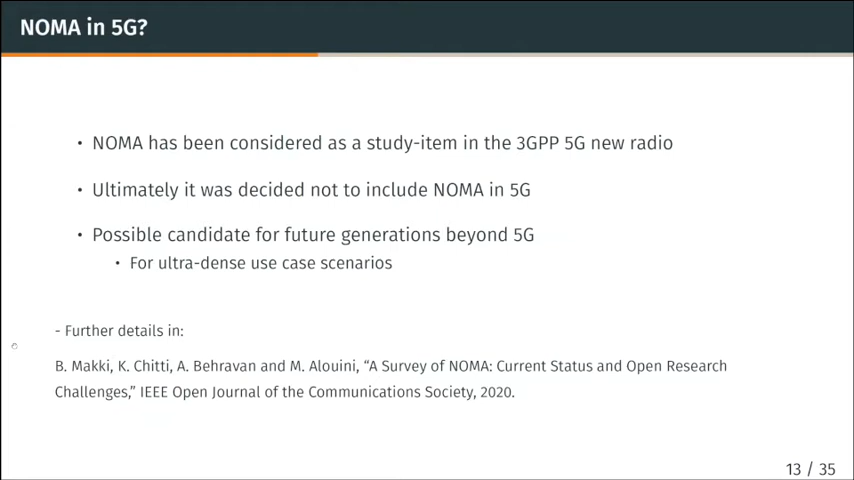 NOMA in 5G?
• NOMA has been considered as a study-item in the 3GPP 5G new radio
• Ultimately it was decided not to include NOMA in 5G
• Possible candidate for future generations beyond 5G
• For ultra-dense use case scenarios
- Further details in:
B. Makki, K. Chitti, A. Behravan and M. Alouini, “A Survey of NOMA: Current Status and Open Research
Challenges,” IEEE Open Journal of the Communications Society, 2020.
13 / 35